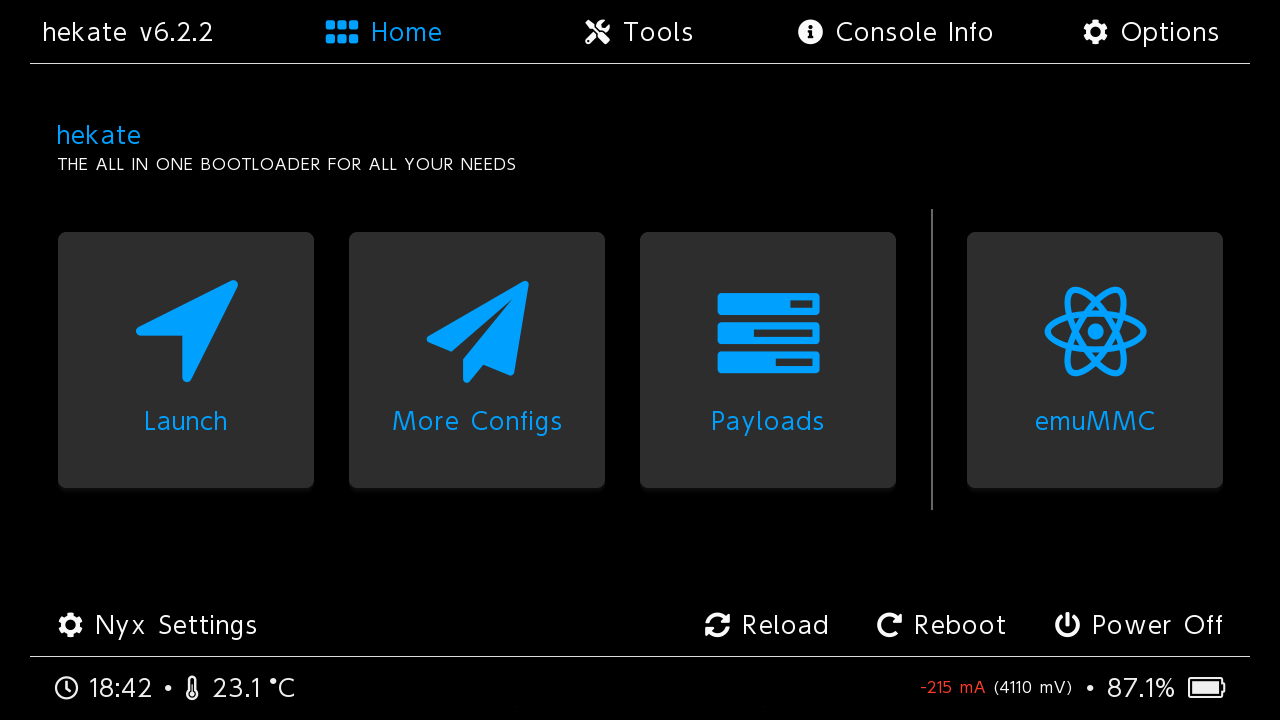 hekate v6.2.2 Home Tools Console Info Options
hekate
THE ALL IN ONE BOOTLOADER FOR ALL YOUR NEEDS
Launch More Configs Payloads emuMMC
Nyx Settings Reload Reboot Power Off
18:42 • 23.1 °C -215 mA (4110 mV) • 87.1%